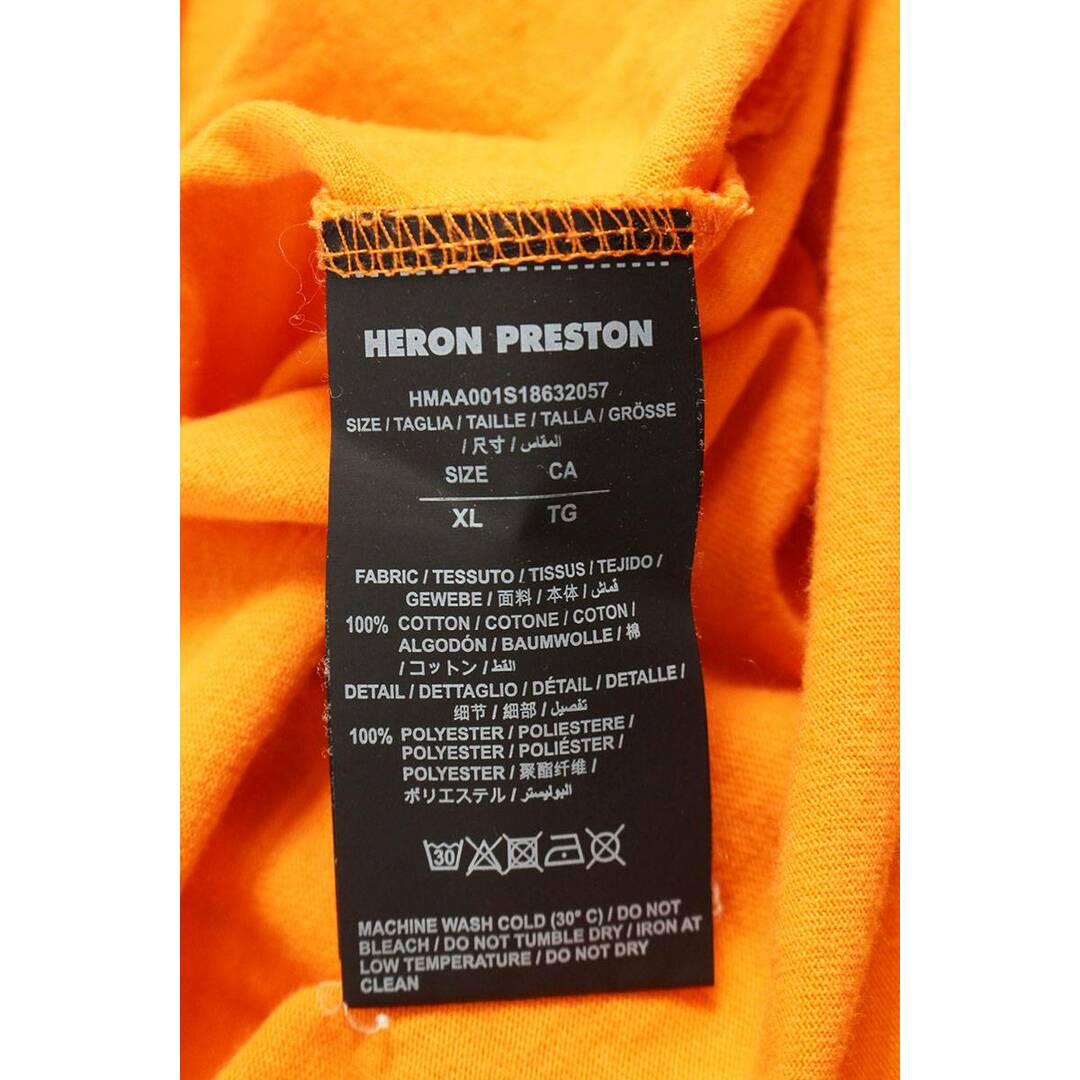 HERON PRESTON
HMAA001S18632057
SIZE / TAGLIA / TAILLE / TALLA / GRÖSSE
/ 尺寸 / المقاس
SIZE CA
XL TG
FABRIC / TESSUTO / TISSUS / TEJIDO /
GEWEBE / 面料 / 本体 / قماش
100% COTTON / COTONE / COTON /
ALGODÓN / BAUMWOLLE / 棉
/ コットン / القط
DETAIL / DETTAGLIO / DÉTAIL / DETALLE /
细节 / 細部 / تفصيل
100% POLYESTER / POLIESTERE /
POLYESTER / POLIÉSTER /
POLYESTER / 聚酯纤维 /
ポリエステル / البوليستر
30
MACHINE WASH COLD (30° C) / DO NOT
BLEACH / DO NOT TUMBLE DRY / IRON AT
LOW TEMPERATURE / DO NOT DRY
CLEAN